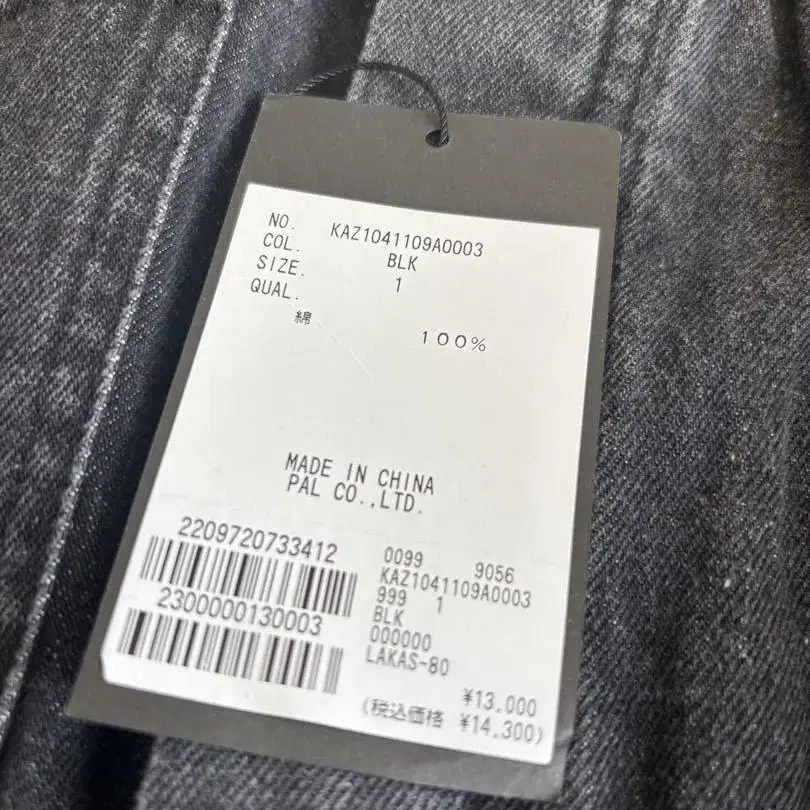 NO. KAZ1041109A0003
COL. BLK
SIZE. 1
QUAL.
綿 100%
MADE IN CHINA
PAL CO.,LTD.
2209720733412
2300000130003
0099 9056
KAZ1041109A0003
999 1
BLK
000000
LAKAS-80
¥13.000
(税込価格 ¥14.300)